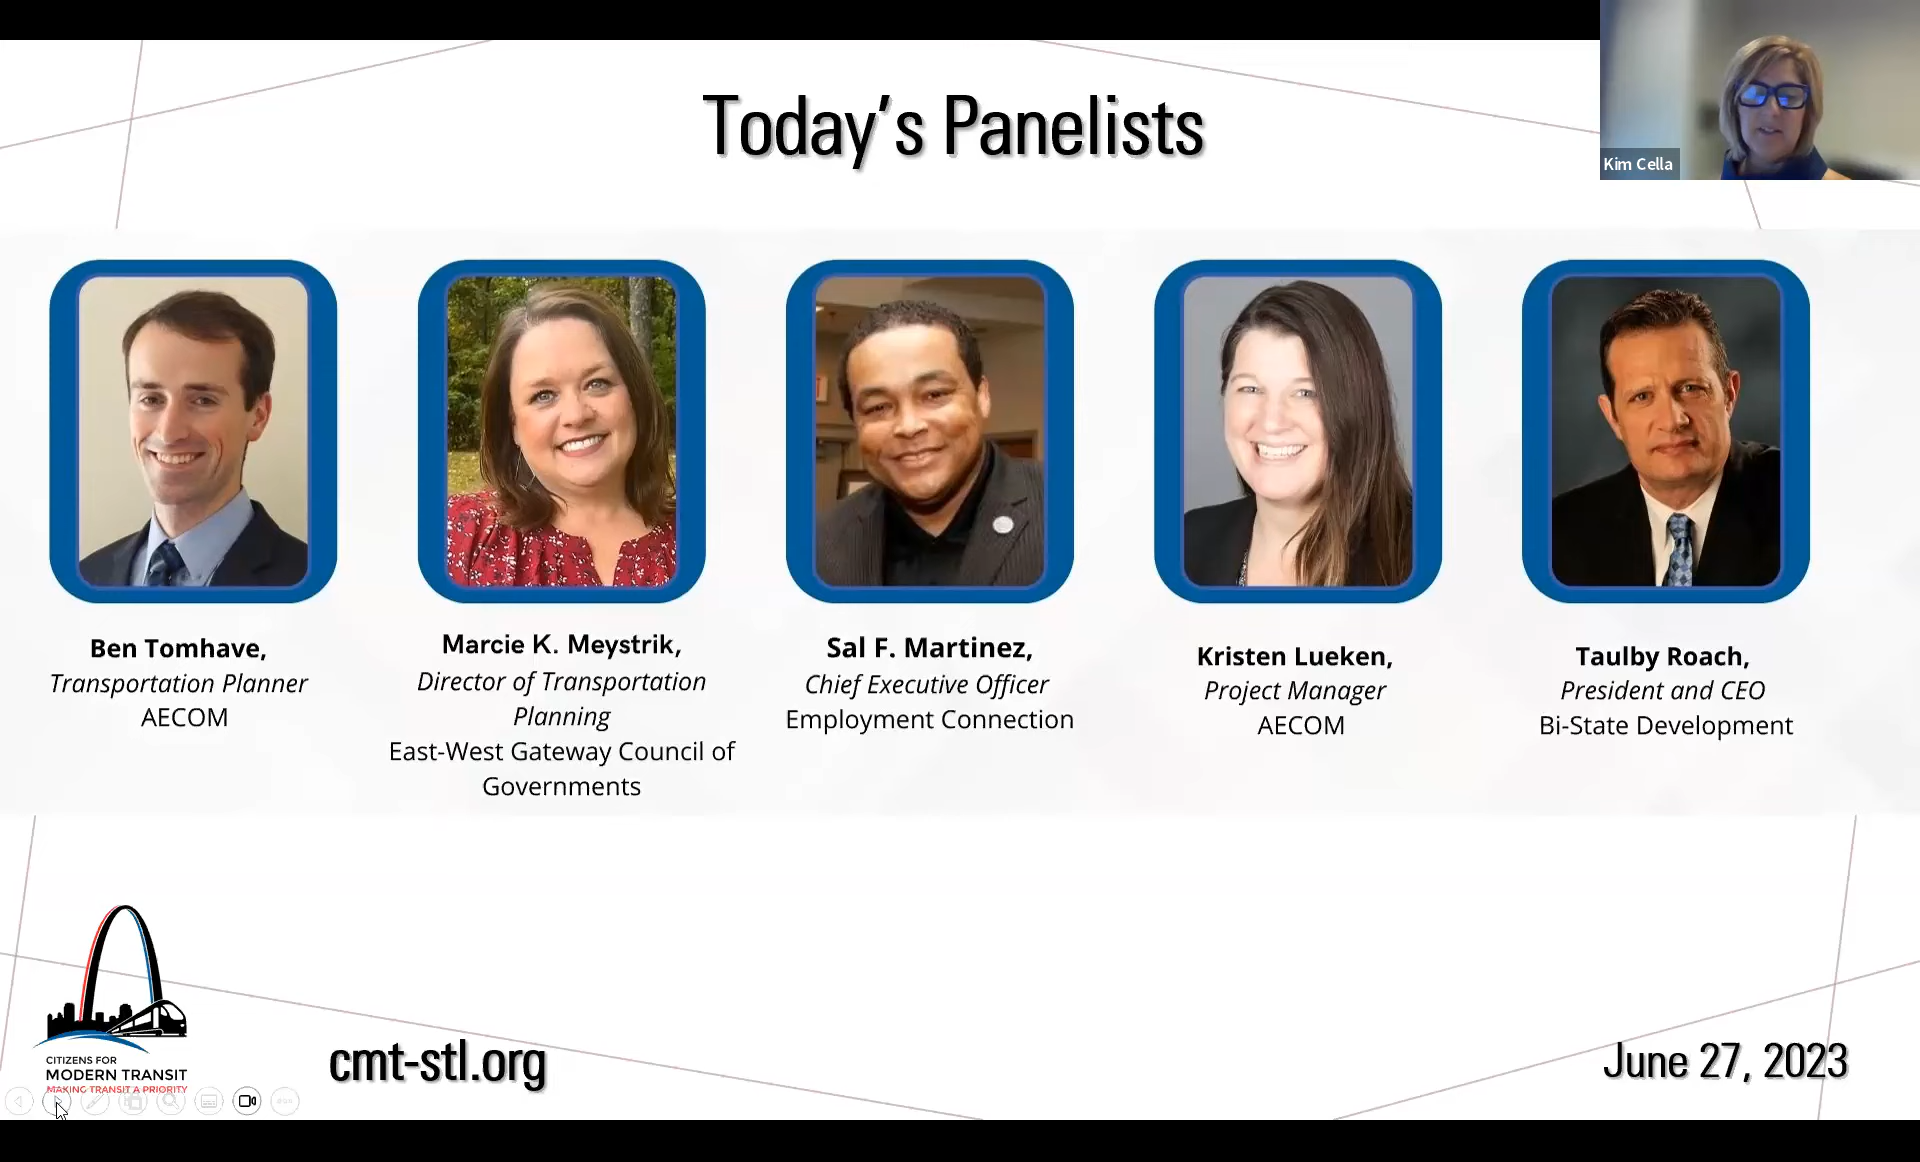 Today's Panelists
Kim Cella
Ben Tomhave,
Transportation Planner
AECOM
Marcie K. Meystrik,
Director of Transportation
Planning
East-West Gateway Council of
Governments
Sal F. Martinez,
Chief Executive Officer
Employment Connection
Kristen Lueken,
Project Manager
AECOM
Taulby Roach,
President and CEO
Bi-State Development
CITIZENS FOR
MODERN TRANSIT
MAKING TRANSIT A PRIORITY
cmt-stl.org
June 27, 2023